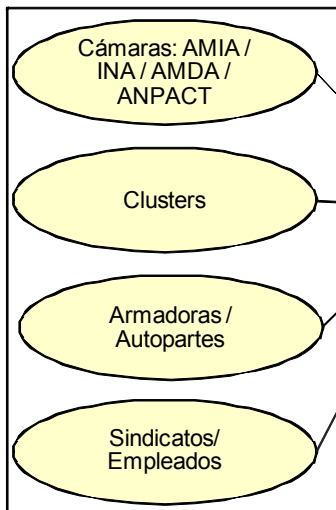 Cámaras: AMIA /
INA / AMDA /
ANPACT
Clusters
Armadoras /
Autopartes
Sindicatos/
Empleados